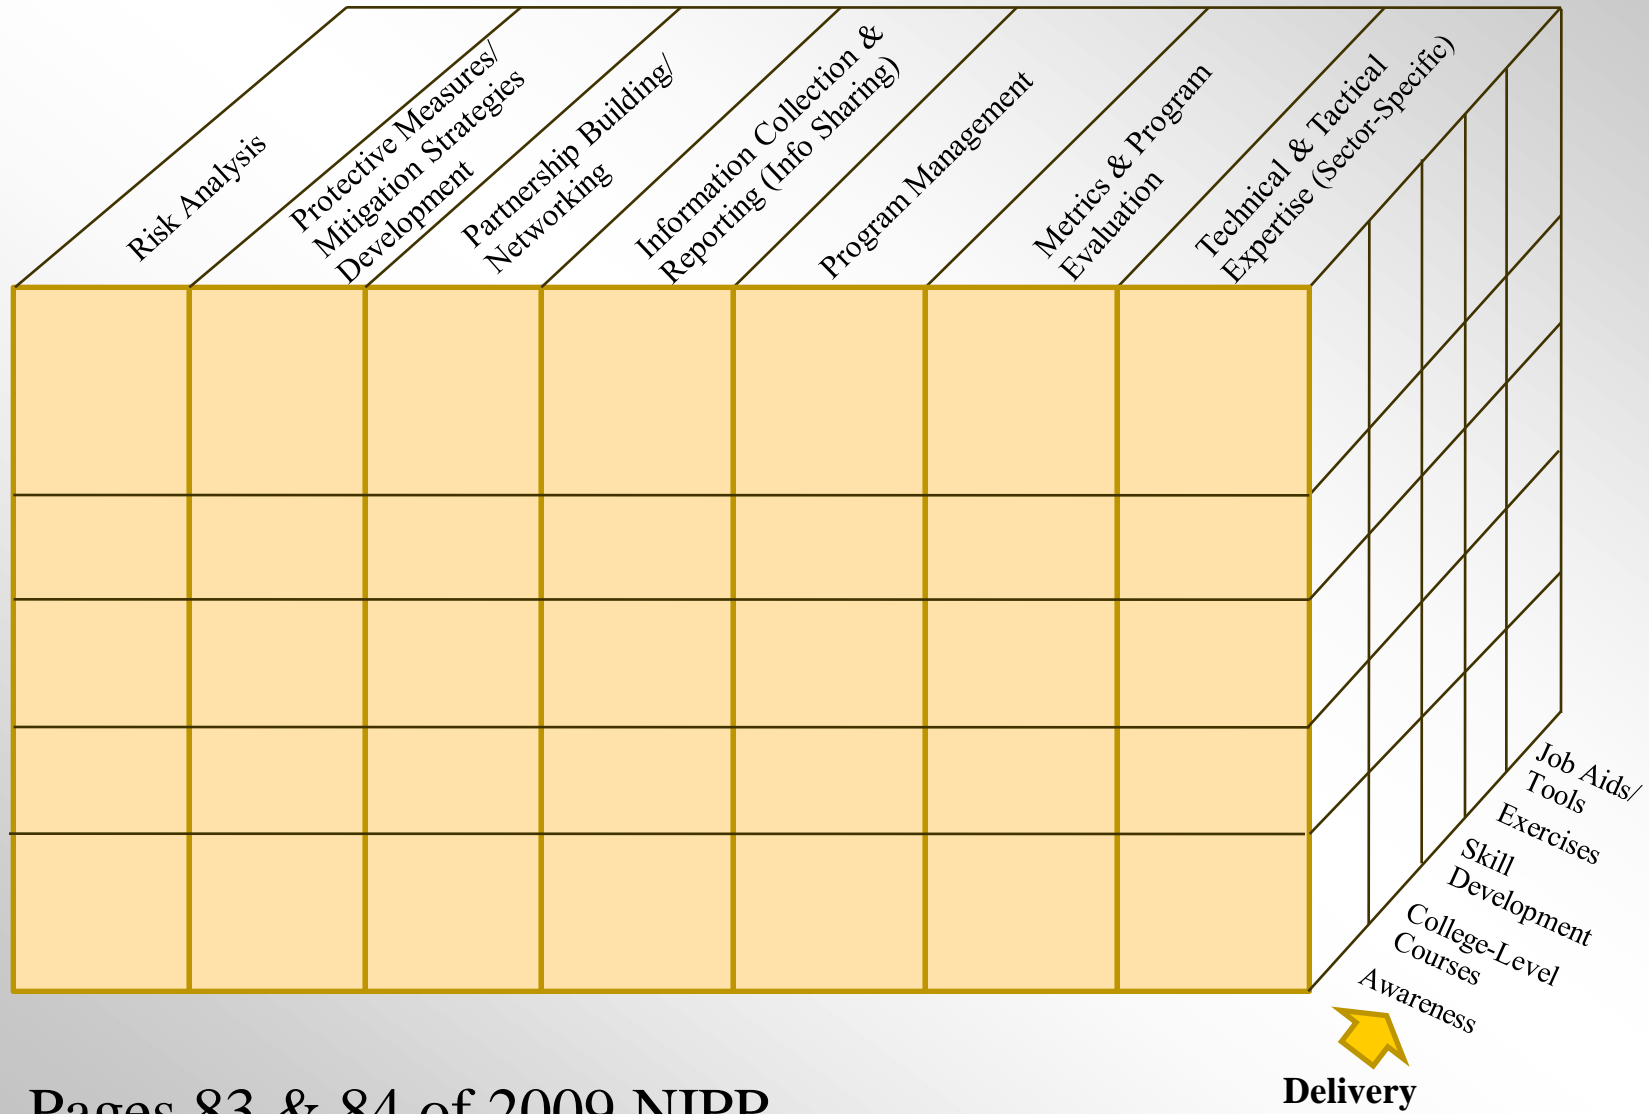 Risk Analysis
Protective Measures/
Mitigation Strategies
Development
Partnership Building/
Networking
Information Collection &
Reporting (Info Sharing)
Program Management
Metrics & Program
Evaluation
Technical & Tactical
Expertise (Sector-Specific)
Job Aids/
Tools
Exercises
Skill
Development
College-Level
Courses
Awareness
Delivery
Pages 83 & 84 of 2009 NIPP